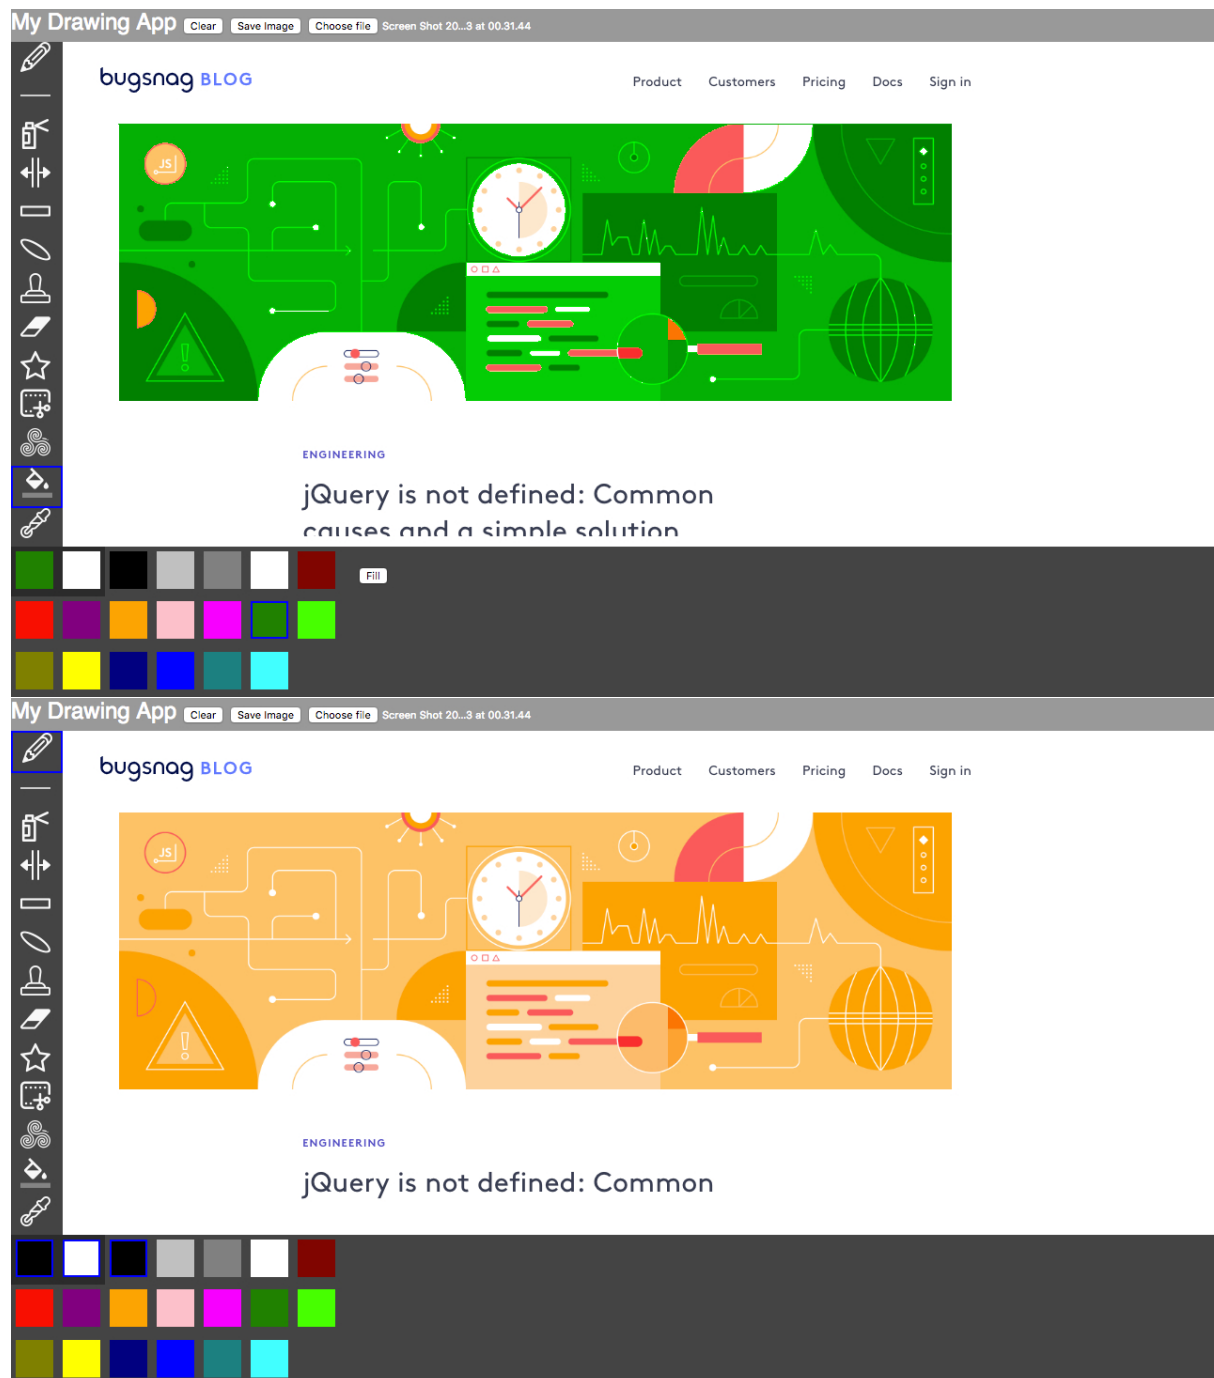 My Drawing App Clear Save Image Choose file Screen Shot 20...3 at 00.31.44
bugsnag BLOG Product Customers Pricing Docs Sign in
JS
!
ENGINEERING
jQuery is not defined: Common
causes and a simple solution
Fill
My Drawing App Clear Save Image Choose file Screen Shot 20...3 at 00.31.44
bugsnag BLOG Product Customers Pricing Docs Sign in
JS
!
ENGINEERING
jQuery is not defined: Common